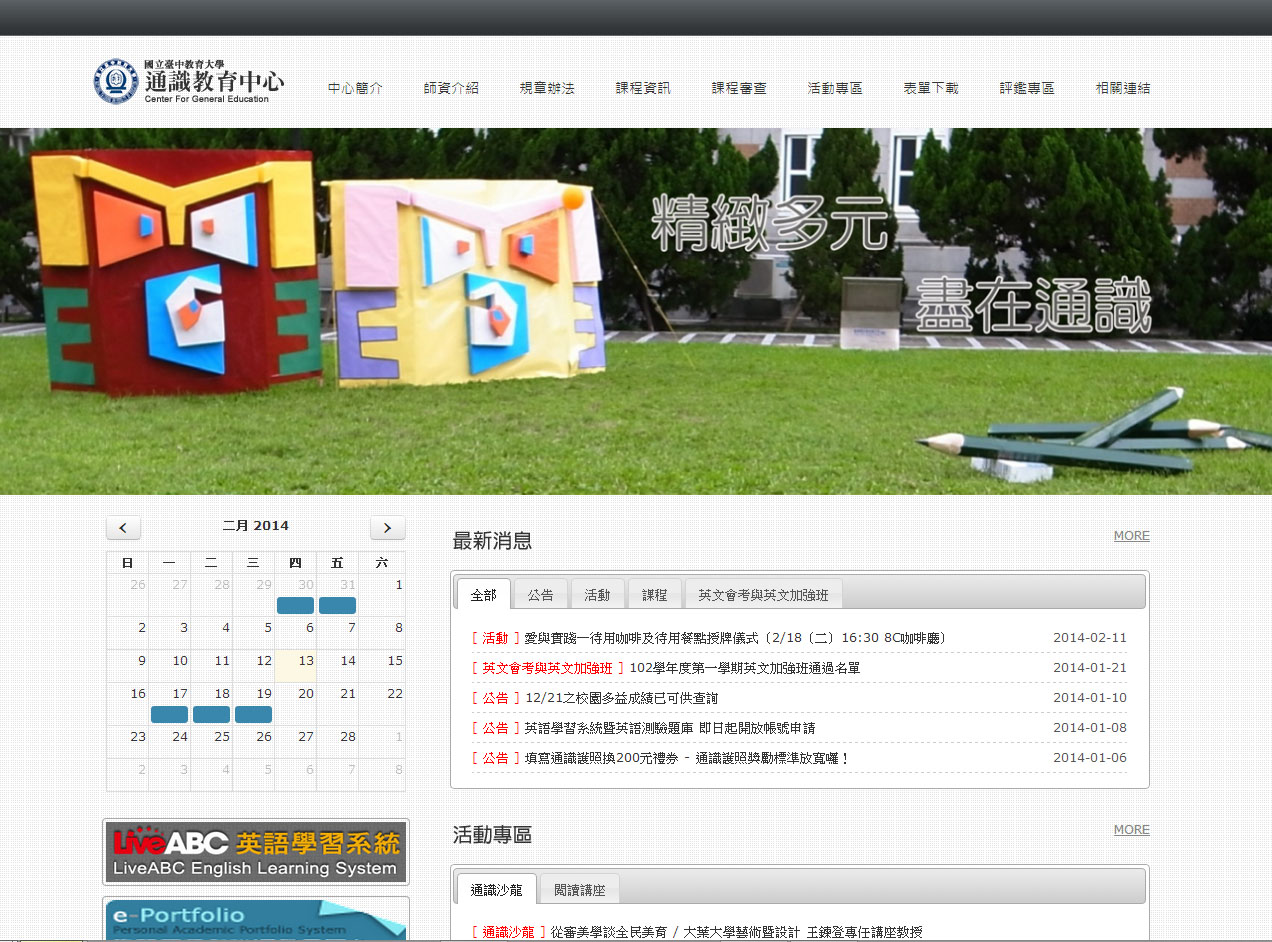 國立臺中教育大學
通識教育中心
Center For General Education
中心簡介 師資介紹 規章辦法 課程資訊 課程審查 活動專區 表單下載 評鑑專區 相關連結
精緻多元
盡在通識
二月 2014
日 一 二 三 四 五 六
26 27 28 29 30 31 1
2 3 4 5 6 7 8
9 10 11 12 13 14 15
16 17 18 19 20 21 22
23 24 25 26 27 28 1
2 3 4 5 6 7 8
LiveABC 英語學習系統
LiveABC English Learning System
e-Portfolio
Personal Academic Portfolio System
最新消息 MORE
全部 公告 活動 課程 英文會考與英文加強班
[ 活動 ] 愛與實踐—待用咖啡及待用餐點授牌儀式（2/18（二）16:30 8C咖啡廳） 2014-02-11
[ 英文會考與英文加強班 ] 102學年度第一學期英文加強班通過名單 2014-01-21
[ 公告 ] 12/21之校園多益成績已可供查詢 2014-01-10
[ 公告 ] 英語學習系統暨英語測驗題庫 即日起開放帳號申請 2014-01-08
[ 公告 ] 填寫通識護照換200元禮券 - 通識護照獎勵標準放寬囉！ 2014-01-06
活動專區 MORE
通識沙龍 閱讀講座
[ 通識沙龍 ] 從審美學談全民美育 / 大葉大學藝術暨設計 王鍊登專任講座教授